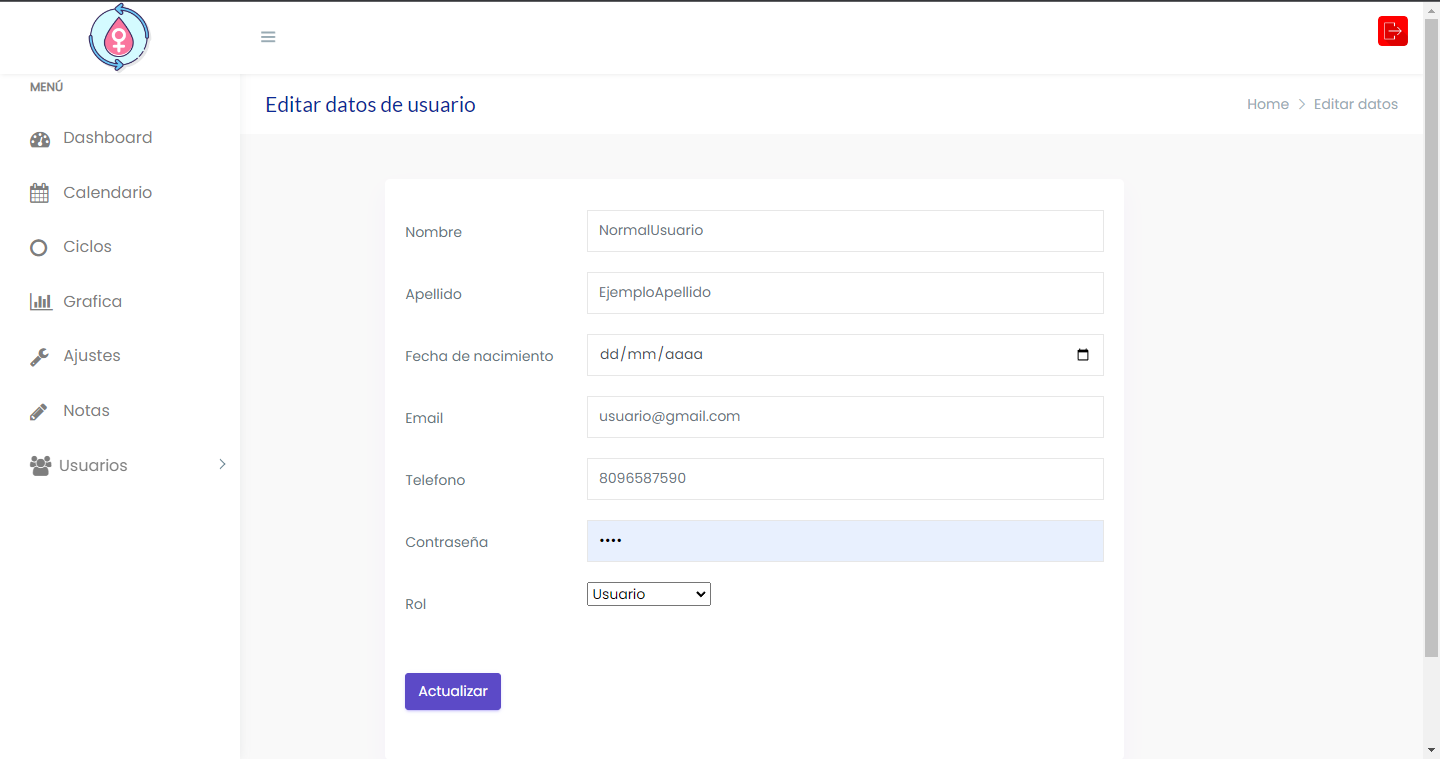 MENÚ
Dashboard
Calendario
Ciclos
Grafica
Ajustes
Notas
Usuarios
Editar datos de usuario
Home > Editar datos
Nombre
NormalUsuario
Apellido
EjemploApellido
Fecha de nacimiento
dd/mm/aaaa
Email
usuario@gmail.com
Telefono
8096587590
Contraseña
••••
Rol
Usuario
Actualizar